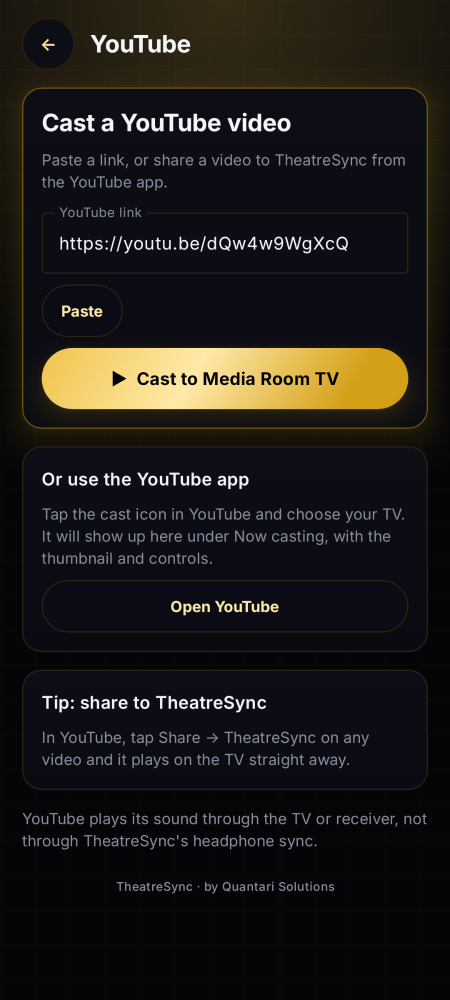 YouTube
Cast a YouTube video
Paste a link, or share a video to TheatreSync from
the YouTube app.
YouTube link
https://youtu.be/dQw4w9WgXcQ
Paste
Cast to Media Room TV
Or use the YouTube app
Tap the cast icon in YouTube and choose your TV.
It will show up here under Now casting, with the
thumbnail and controls.
Open YouTube
Tip: share to TheatreSync
In YouTube, tap Share → TheatreSync on any
video and it plays on the TV straight away.
YouTube plays its sound through the TV or receiver, not
through TheatreSync's headphone sync.
TheatreSync · by Quantari Solutions